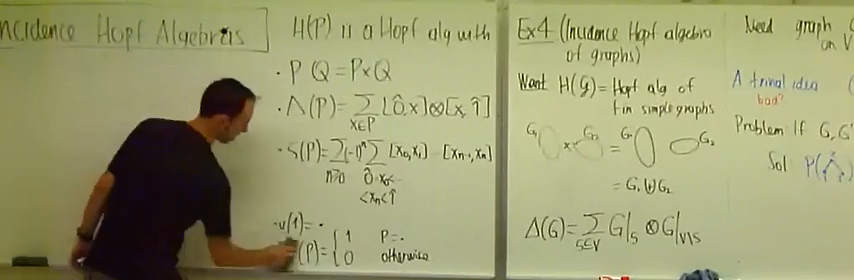 ncidence Hopf Algebras
H(P) is a Hopf alg with
· P Q = P×Q
· Δ(P) = ∑ [0̂,x]⊗[x,1̂]
x∈P
· S(P) = ∑(-1)ⁿ ∑ [x₀,x₁] ⋯ [xₙ₋₁,xₙ]
n≥0 0̂=x₀<
<xₙ=1̂
· u(1) = ·
(P) = { 1 P=·
0 otherwise
Ex4 (Incidence Hopf algebra
of graphs)
Want H(G) = Hopf alg of
fin simple graphs
G₁ × G₂ = G₁ G₂
= G₁ ⊎ G₂
Δ(G) = ∑ G|s ⊗ G|v\s
S⊆V
Need graph
on V
A trivial idea
bad?
Problem If G, G'
Sol P(